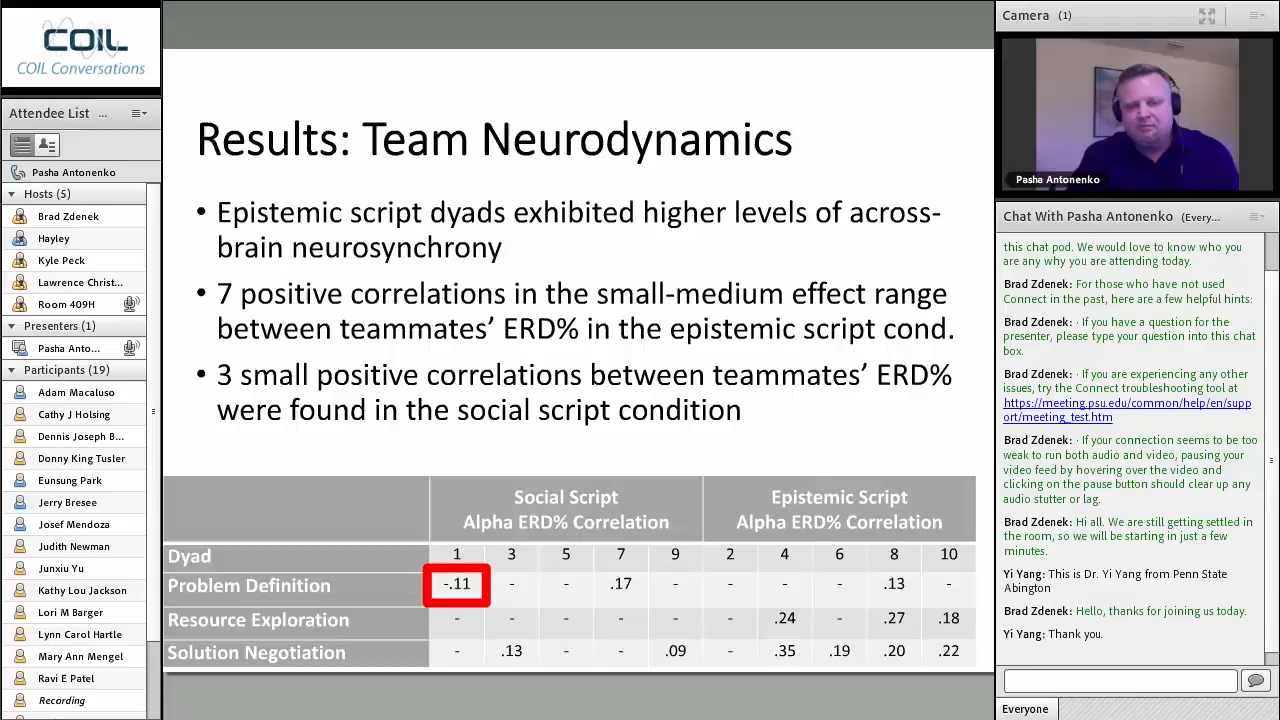 COIL
COIL Conversations
Attendee List ...
Pasha Antonenko
Hosts (5)
Brad Zdenek
Hayley
Kyle Peck
Lawrence Christ...
Room 409H
Presenters (1)
Pasha Anto...
Participants (19)
Adam Macaluso
Cathy J Holsing
Dennis Joseph B...
Donny King Tusler
Eunsung Park
Jerry Bresee
Josef Mendoza
Judith Newman
Junxiu Yu
Kathy Lou Jackson
Lori M Barger
Lynn Carol Hartle
Mary Ann Mengel
Ravi E Patel
Recording
Results: Team Neurodynamics
• Epistemic script dyads exhibited higher levels of across-
brain neurosynchrony
• 7 positive correlations in the small-medium effect range
between teammates’ ERD% in the epistemic script cond.
• 3 small positive correlations between teammates’ ERD%
were found in the social script condition
Social Script Epistemic Script
Alpha ERD% Correlation Alpha ERD% Correlation
Dyad 1 3 5 7 9 2 4 6 8 10
Problem Definition -.11 - - .17 - - - - .13 -
Resource Exploration - - - - - - .24 - .27 .18
Solution Negotiation - .13 - - .09 - .35 .19 .20 .22
Camera (1)
Pasha Antonenko
Chat With Pasha Antonenko (Every...
this chat pod. We would love to know who you
are any why you are attending today.
Brad Zdenek: For those who have not used
Connect in the past, here are a few helpful hints:
Brad Zdenek: · If you have a question for the
presenter, please type your question into this chat
box.
Brad Zdenek: · If you are experiencing any other
issues, try the Connect troubleshooting tool at
https://meeting.psu.edu/common/help/en/supp
ort/meeting_test.htm
Brad Zdenek: · If your connection seems to be too
weak to run both audio and video, pausing your
video feed by hovering over the video and
clicking on the pause button should clear up any
audio stutter or lag.
Brad Zdenek: Hi all. We are still getting settled in
the room, so we will be starting in just a few
minutes.
Yi Yang: This is Dr. Yi Yang from Penn State
Abington
Brad Zdenek: Hello, thanks for joining us today.
Yi Yang: Thank you.
Everyone